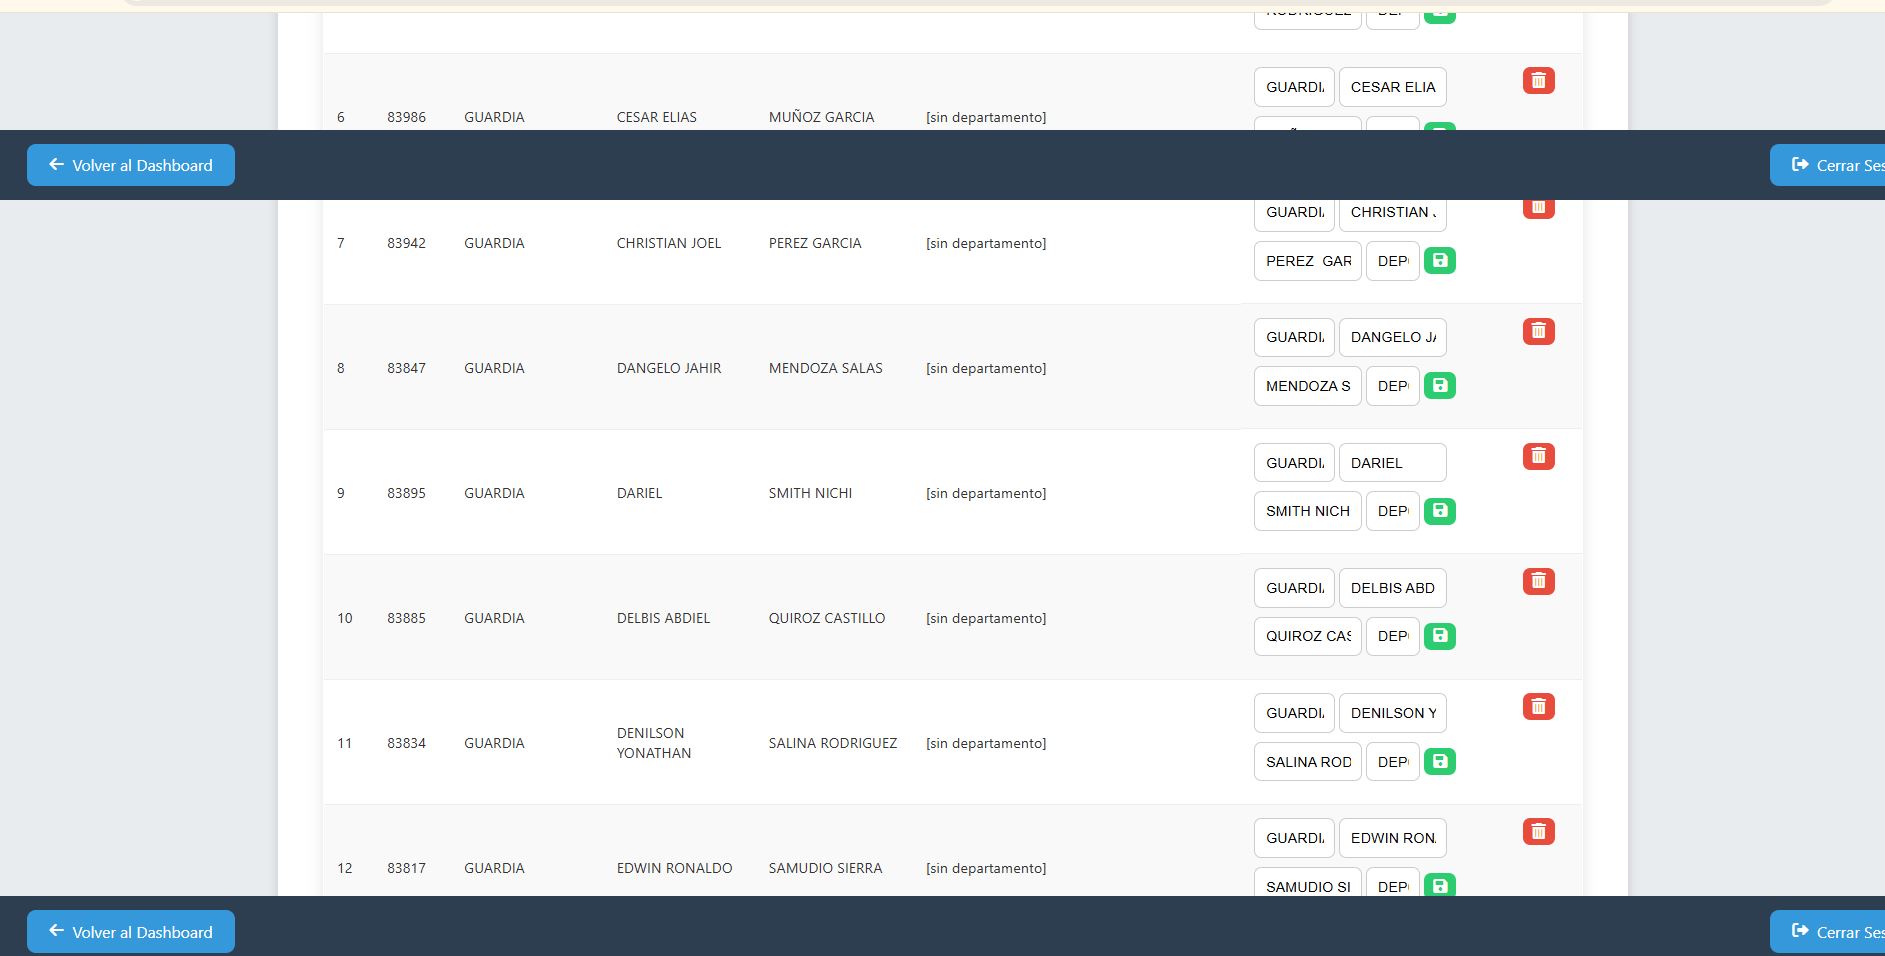 6 83986 GUARDIA CESAR ELIAS MUÑOZ GARCIA [sin departamento] GUARDI CESAR ELIA
Volver al Dashboard Cerrar Ses
GUARDI CHRISTIAN
7 83942 GUARDIA CHRISTIAN JOEL PEREZ GARCIA [sin departamento]
PEREZ GAR DEP
GUARDI DANGELO JA
8 83847 GUARDIA DANGELO JAHIR MENDOZA SALAS [sin departamento]
MENDOZA S DEP
GUARDI DARIEL
9 83895 GUARDIA DARIEL SMITH NICHI [sin departamento]
SMITH NICH DEP
GUARDI DELBIS ABD
10 83885 GUARDIA DELBIS ABDIEL QUIROZ CASTILLO [sin departamento]
QUIROZ CAS DEP
GUARDI DENILSON Y
11 83834 GUARDIA DENILSON YONATHAN SALINA RODRIGUEZ [sin departamento]
SALINA ROD DEP
GUARDI EDWIN RON
12 83817 GUARDIA EDWIN RONALDO SAMUDIO SIERRA [sin departamento]
SAMUDIO SI DEP
Volver al Dashboard Cerrar Ses